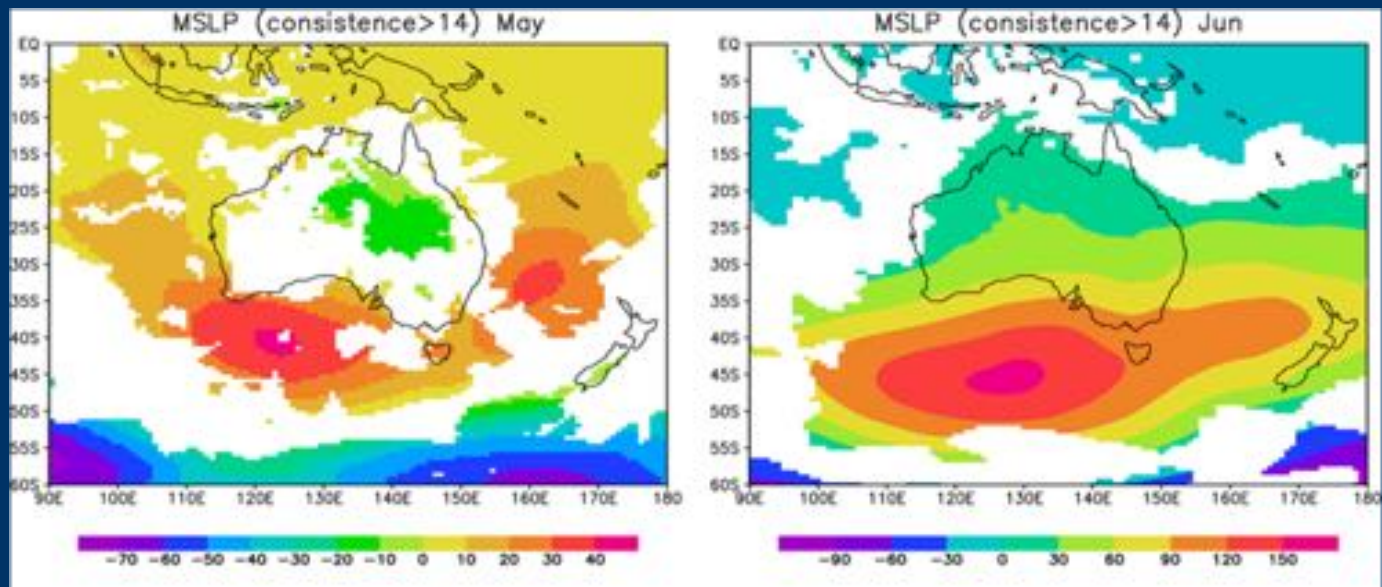 MSLP (consistence>14) May
EQ
5S
10S
15S
20S
25S
30S
35S
40S
45S
50S
55S
60S
90E 100E 110E 120E 130E 140E 150E 160E 170E 180
-70 -60 -50 -40 -30 -20 -10 0 10 20 30 40
MSLP (consistence>14) Jun
EQ
5S
10S
15S
20S
25S
30S
35S
40S
45S
50S
55S
60S
90E 100E 110E 120E 130E 140E 150E 160E 170E 180
-90 -60 -30 0 30 60 90 120 150